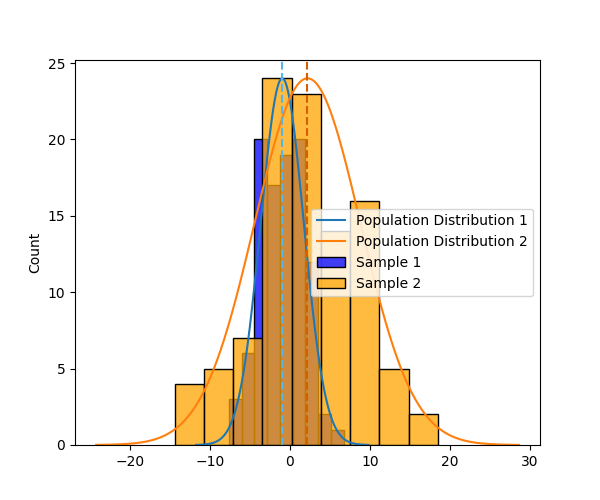 25
20
15
10
5
0
Count
Population Distribution 1
Population Distribution 2
Sample 1
Sample 2
−20
−10
0
10
20
30